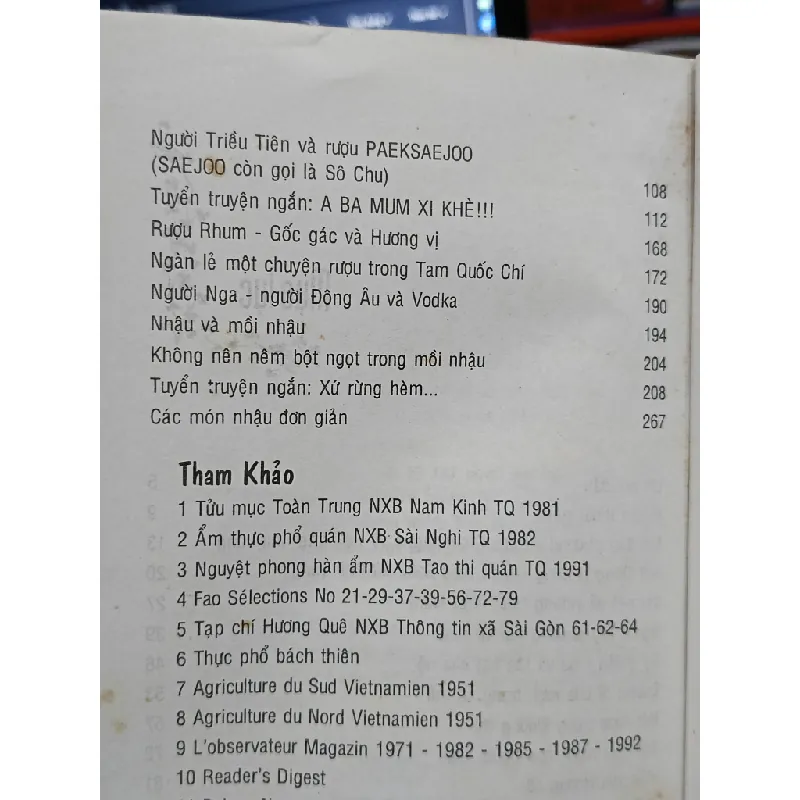 Người Triều Tiên và rượu PAEKSAEJOO
(SAEJOO còn gọi là Sô Chu) 108
Tuyển truyện ngắn: A BA MUM XI KHÈ!!! 112
Rượu Rhum - Gốc gác và Hương vị 168
Ngàn lẻ một chuyện rượu trong Tam Quốc Chí 172
Người Nga - người Đông Âu và Vodka 190
Nhậu và mồi nhậu 194
Không nên nêm bột ngọt trong mồi nhậu 204
Tuyển truyện ngắn: Xứ rừng hèm... 208
Các món nhậu đơn giản 267
Tham Khảo
1 Tửu mục Toàn Trung NXB Nam Kinh TQ 1981
2 Ẩm thực phổ quán NXB Sài Nghi TQ 1982
3 Nguyệt phong hàn ẩm NXB Tao thi quán TQ 1991
4 Fao Sélections No 21-29-37-39-56-72-79
5 Tạp chí Hương Quê NXB Thông tin xã Sài Gòn 61-62-64
6 Thực phổ bách thiên
7 Agriculture du Sud Vietnamien 1951
8 Agriculture du Nord Vietnamien 1951
9 L'observateur Magazin 1971 - 1982 - 1985 - 1987 - 1992
10 Reader's Digest